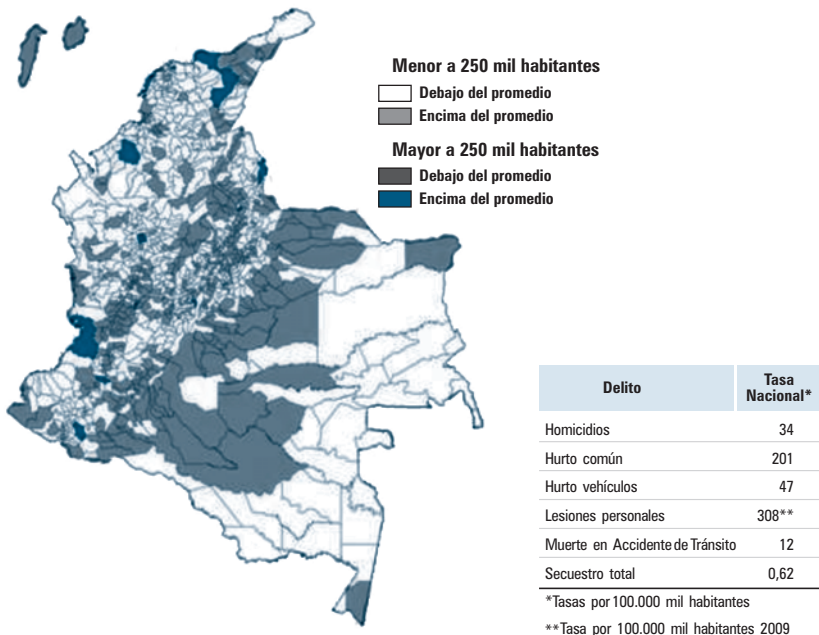 Menor a 250 mil habitantes
Debajo del promedio
Encima del promedio
Mayor a 250 mil habitantes
Debajo del promedio
Encima del promedio
Delito Tasa Nacional*
Homicidios 34
Hurto común 201
Hurto vehículos 47
Lesiones personales 308**
Muerte en Accidente de Tránsito 12
Secuestro total 0,62
*Tasas por 100.000 mil habitantes
**Tasa por 100.000 mil habitantes 2009